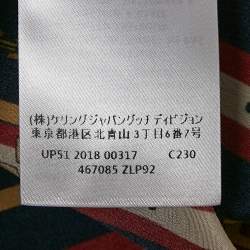 (株)ケリングジャパングッチ ディビジョン
東京都港区北青山3丁目6番7号
UP51 2018 00317 C230
467085 ZLP92